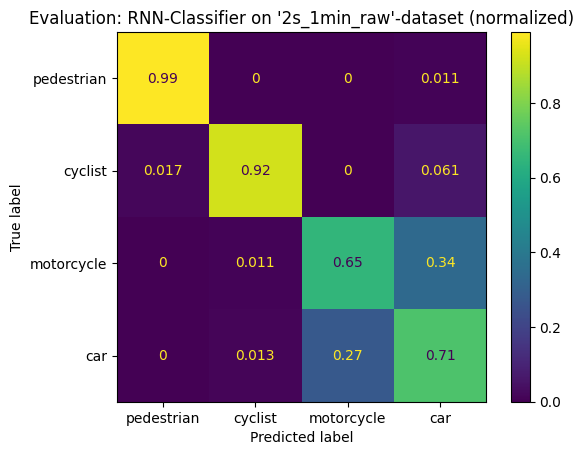 Evaluation: RNN-Classifier on '2s_1min_raw'-dataset (normalized)
True label
pedestrian 0.99 0 0 0.011
cyclist 0.017 0.92 0 0.061
motorcycle 0 0.011 0.65 0.34
car 0 0.013 0.27 0.71
pedestrian cyclist motorcycle car
Predicted label
0.8
0.6
0.4
0.2
0.0